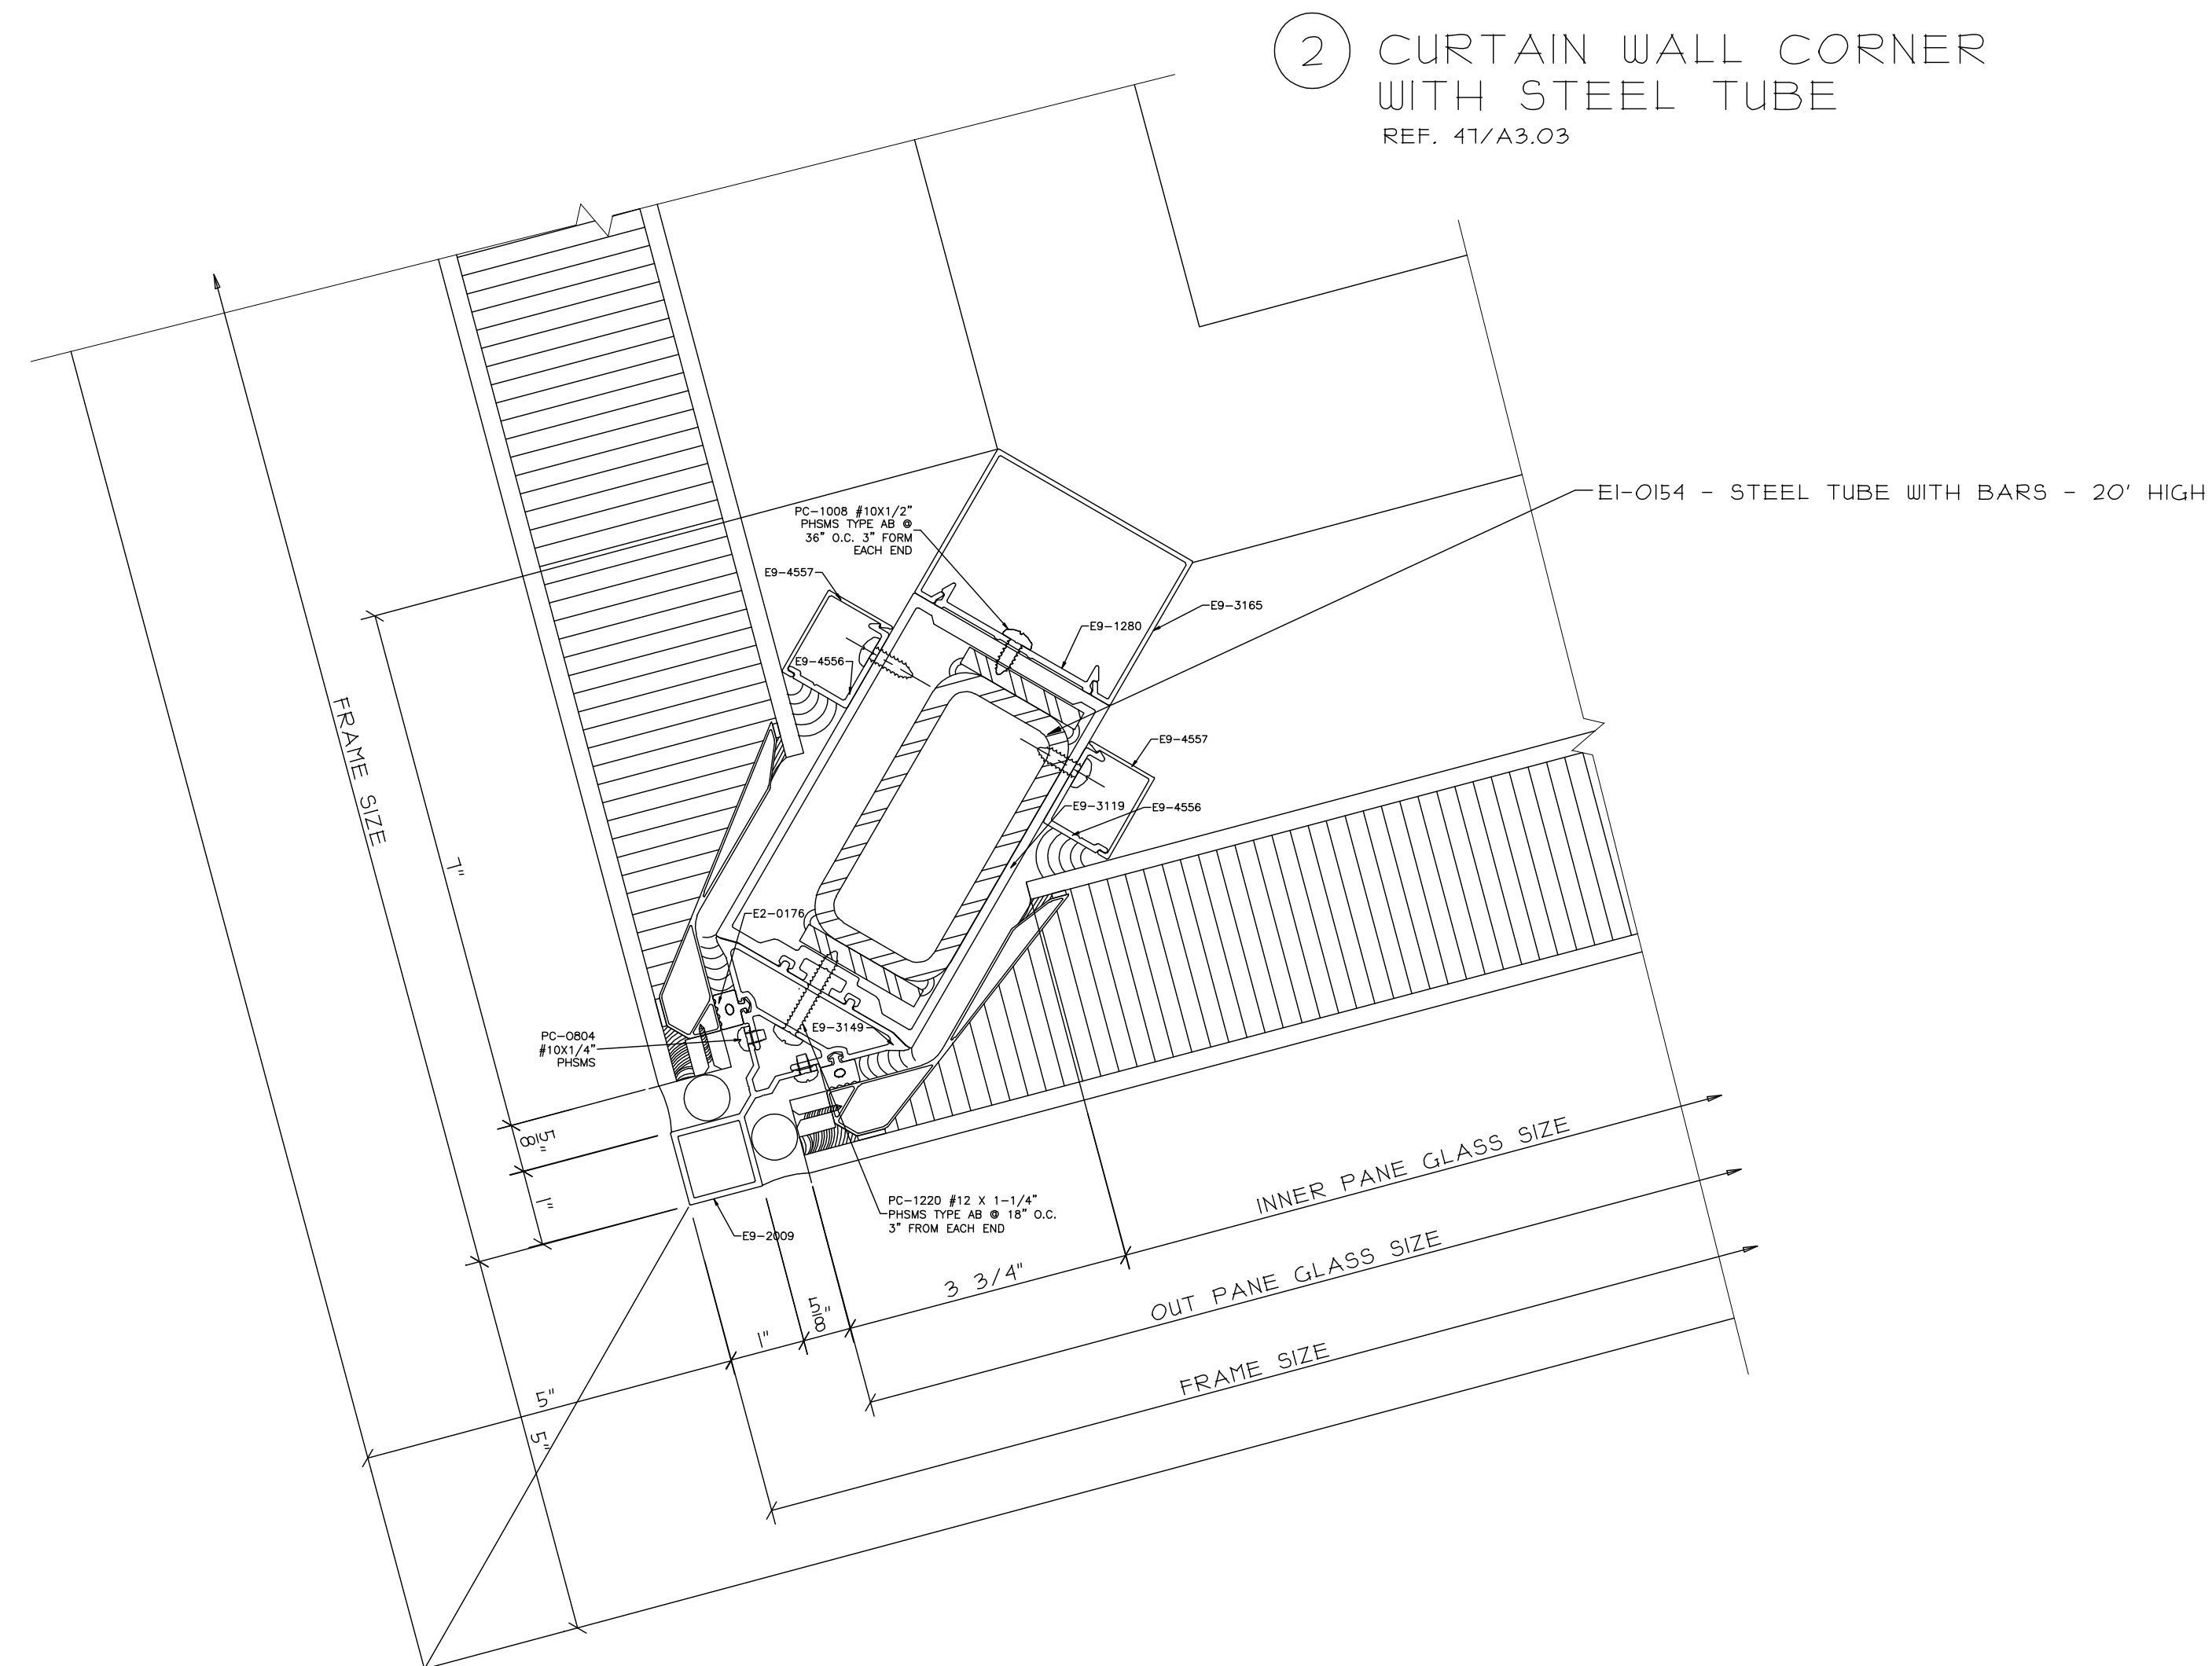 2
CURTAIN WALL CORNER
WITH STEEL TUBE
REF. 47/A3.03
E1-0154 - STEEL TUBE WITH BARS - 20' HIGH
PC-1008 #10X1/2"
PHSMS TYPE AB @
36" O.C. 3" FORM
EACH END
E9-4557
E9-3165
E9-1280
E9-4556
FRAME SIZE
E9-4557
E9-3119
E9-4556
7"
E2-0176
E9-3149
PC-0804
#10X1/4"
PHSMS
5/8"
1"
PC-1220 #12 X 1-1/4"
PHSMS TYPE AB @ 18" O.C.
3" FROM EACH END
E9-2009
INNER PANE GLASS SIZE
3 3/4"
OUT PANE GLASS SIZE
5/8"
1"
FRAME SIZE
5"
5"